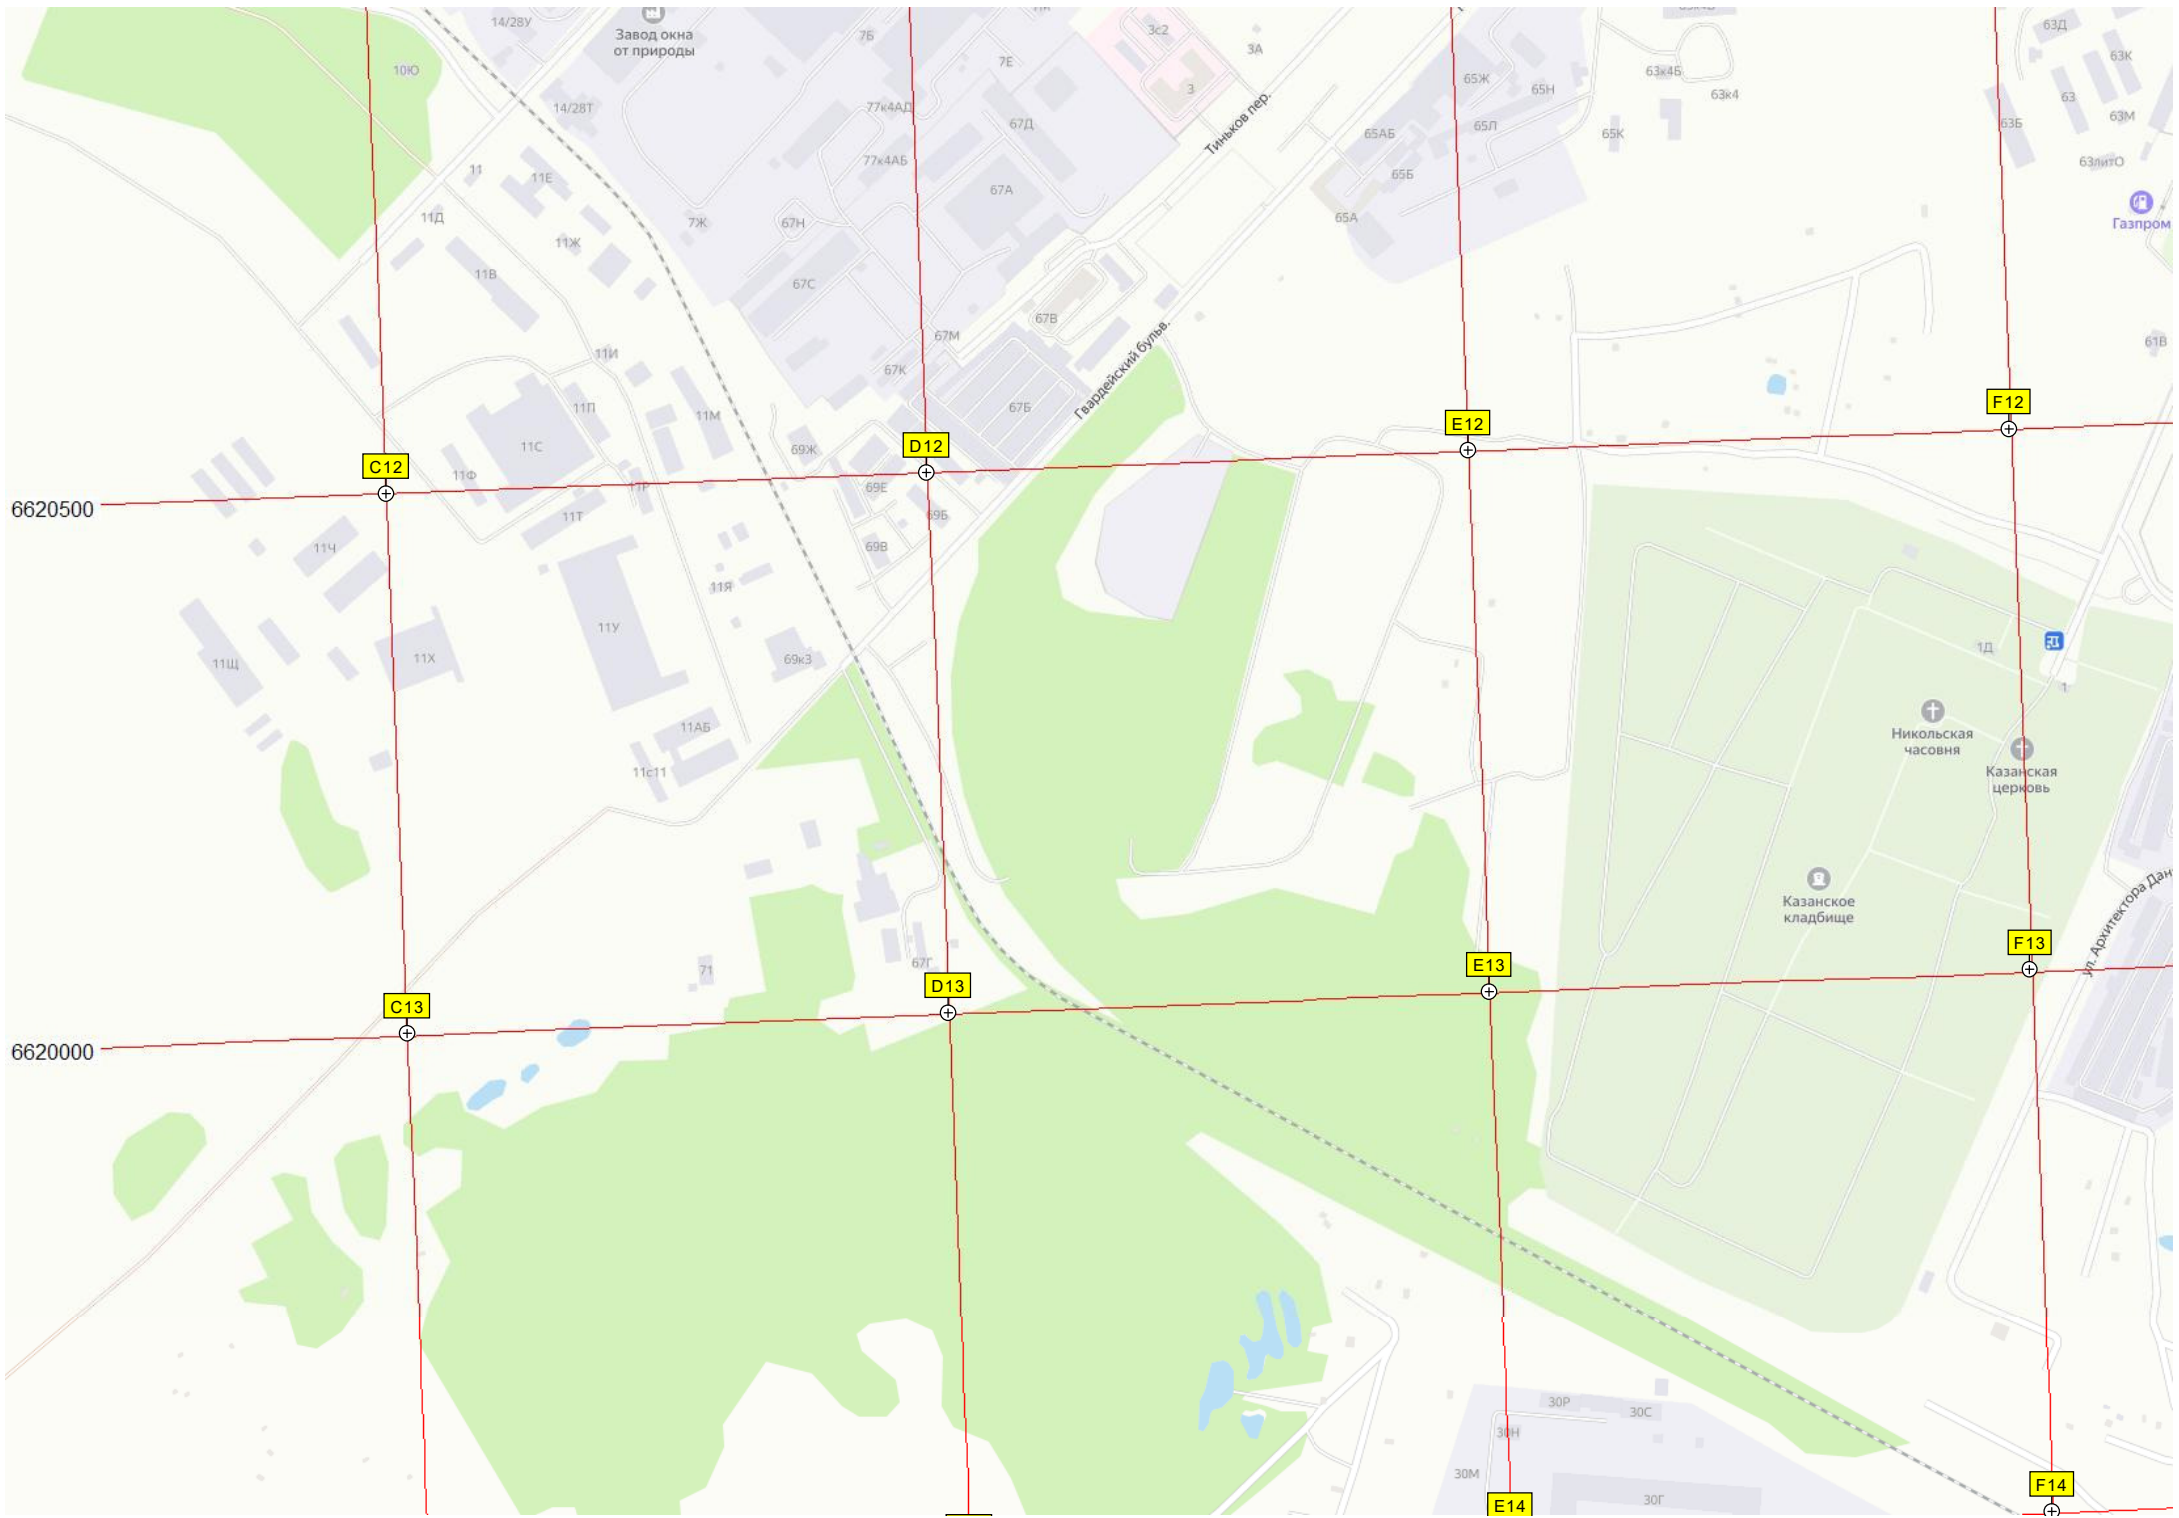 14/28У
Завод окна
от природы
7Б
7Е
3с2
3А
3
63Д
63К
10Ю
14/28Т
77к4АД
67Д
Тиньков пер.
65Ж
65Н
63к4Б
63к4
63
63М
63Б
65АБ
65Л
65К
65Б
63литО
77к4АБ
67А
11
11Е
11Д
11Ж
7Ж
67Н
65А
Газпром
11В
67С
67В
67М
Гвардейский бульв.
61В
11И
67К
11П
11М
67Б
F12
E12
D12
C12
11С
69Ж
11Ф
11Р
69Е
6620500
11Т
69Б
11Ч
69В
11Я
11У
11Щ
11Х
69к3
1Д
1
11АБ
Никольская
часовня
11с11
Казанская
церковь
Казанское
кладбище
ул. Архитектора Дан
71
67Г
F13
E13
D13
C13
6620000
30Р
30С
30Н
30М
30Г
F14
E14